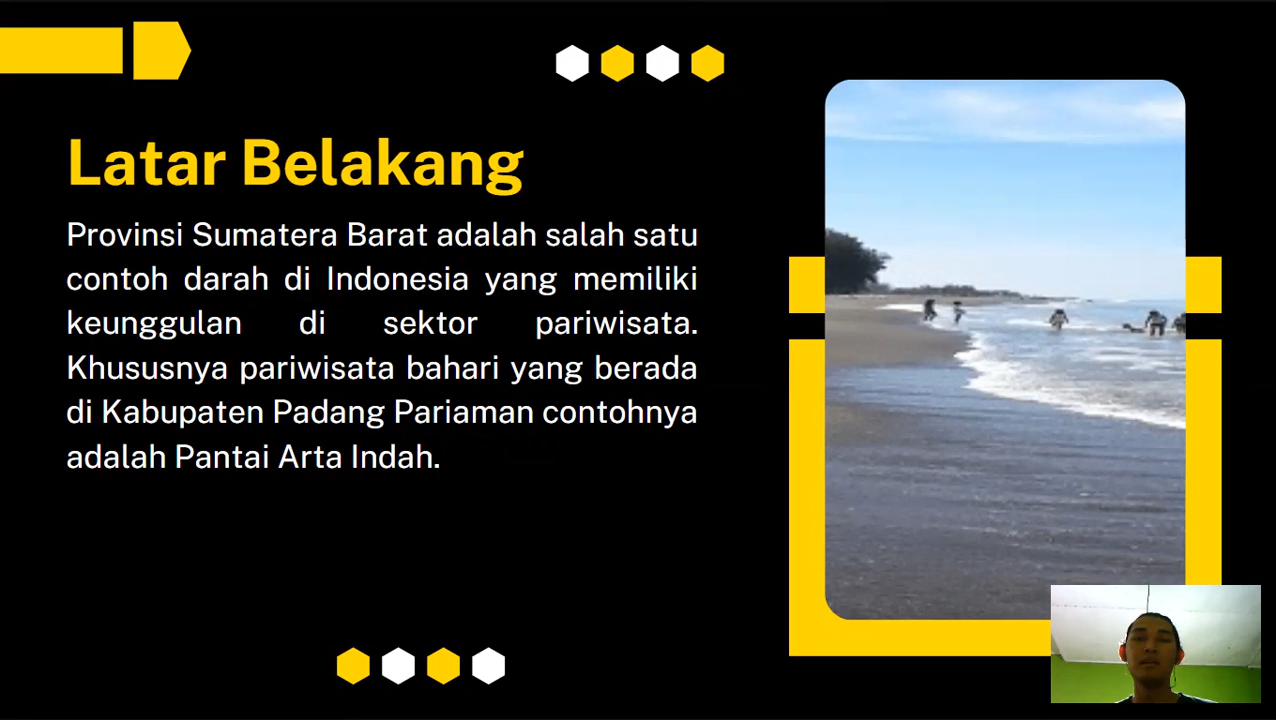 Latar Belakang
Provinsi Sumatera Barat adalah salah satu
contoh darah di Indonesia yang memiliki
keunggulan di sektor pariwisata.
Khususnya pariwisata bahari yang berada
di Kabupaten Padang Pariaman contohnya
adalah Pantai Arta Indah.